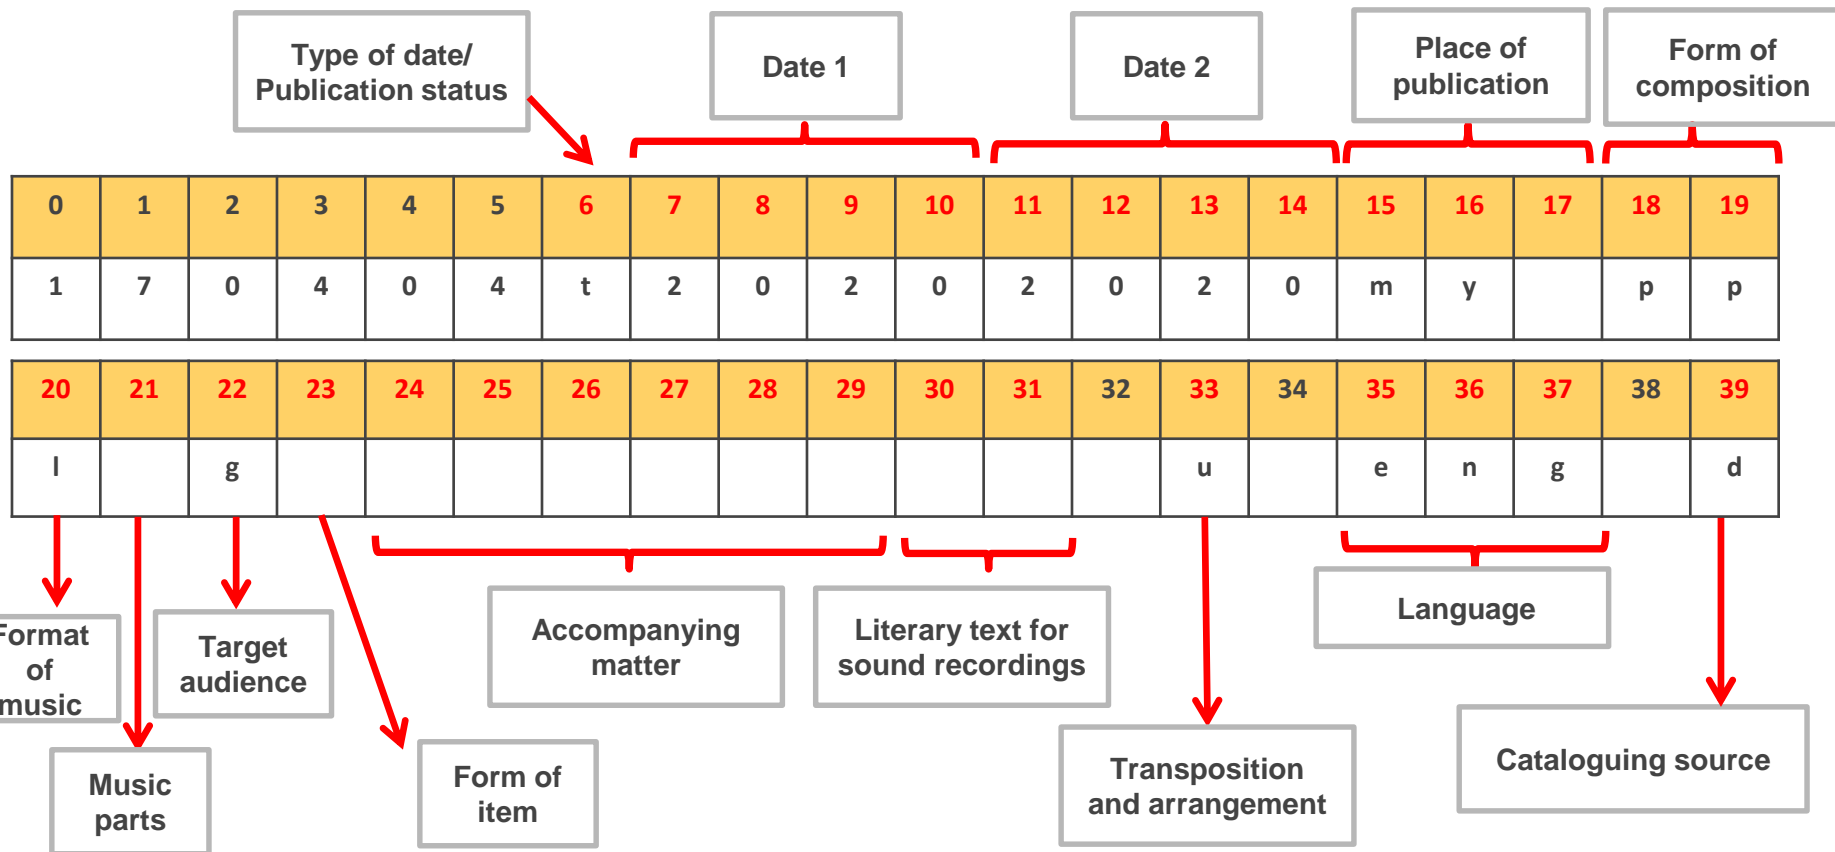 Type of date/
Publication status
Date 1
Date 2
Place of
publication
Form of
composition
0 1 2 3 4 5 6 7 8 9 10 11 12 13 14 15 16 17 18 19
1 7 0 4 0 4 t 2 0 2 0 2 0 2 0 m y p p
20 21 22 23 24 25 26 27 28 29 30 31 32 33 34 35 36 37 38 39
l g u e n g d
Format
of
music
Target
audience
Accompanying
matter
Literary text for
sound recordings
Language
Music
parts
Form of
item
Transposition
and arrangement
Cataloguing source